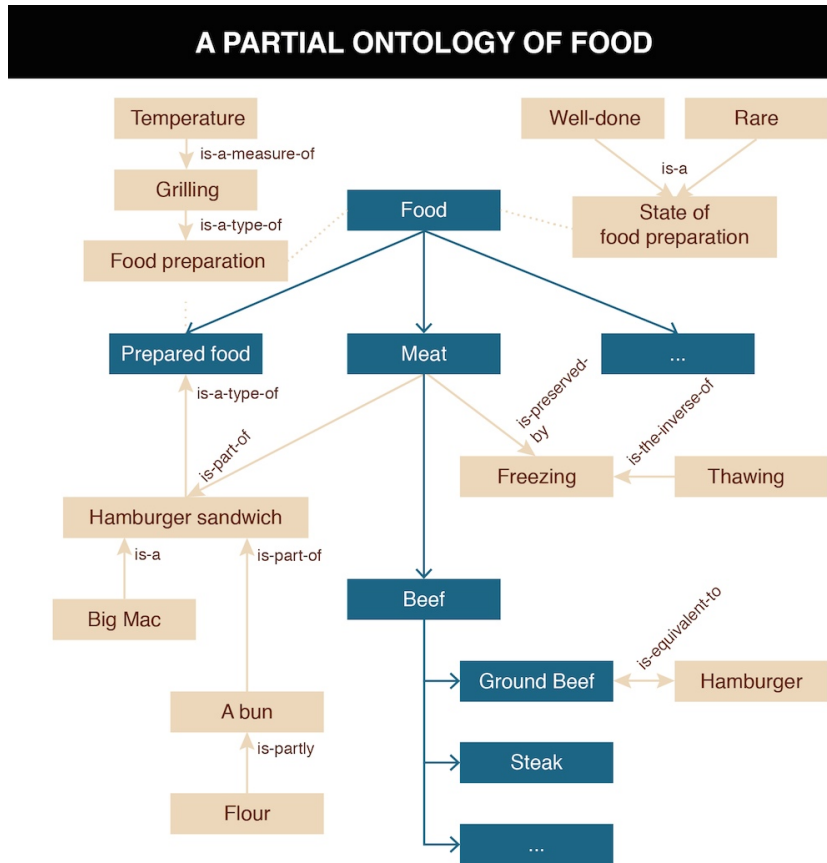 A PARTIAL ONTOLOGY OF FOOD
Temperature
Well-done
Rare
is-a-measure-of
is-a
Grilling
Food
State of
food preparation
is-a-type-of
Food preparation
Prepared food
Meat
...
is-a-type-of
is-preserved-
by
is-the-inverse-of
is-part-of
Freezing
Thawing
Hamburger sandwich
is-a
is-part-of
Big Mac
Beef
is-equivalent-to
Ground Beef
Hamburger
A bun
is-partly
Steak
Flour
...